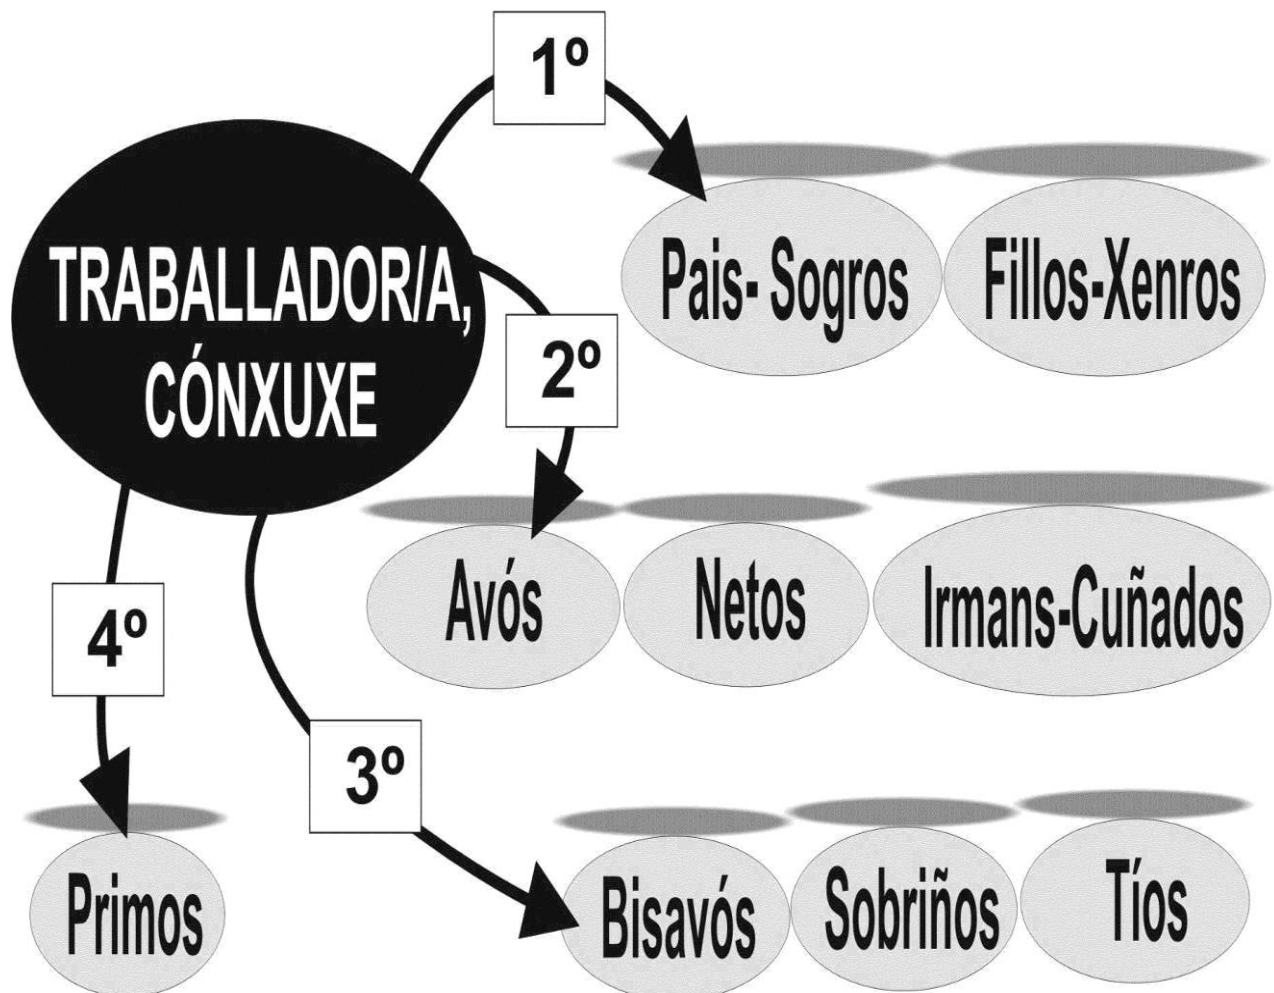 TRABALLADOR/A,
CÓNXUXE
1º
Pais- Sogros
Fillos-Xenros
2º
Avós
Netos
Irmans-Cuñados
3º
Bisavós
Sobriños
Tíos
4º
Primos